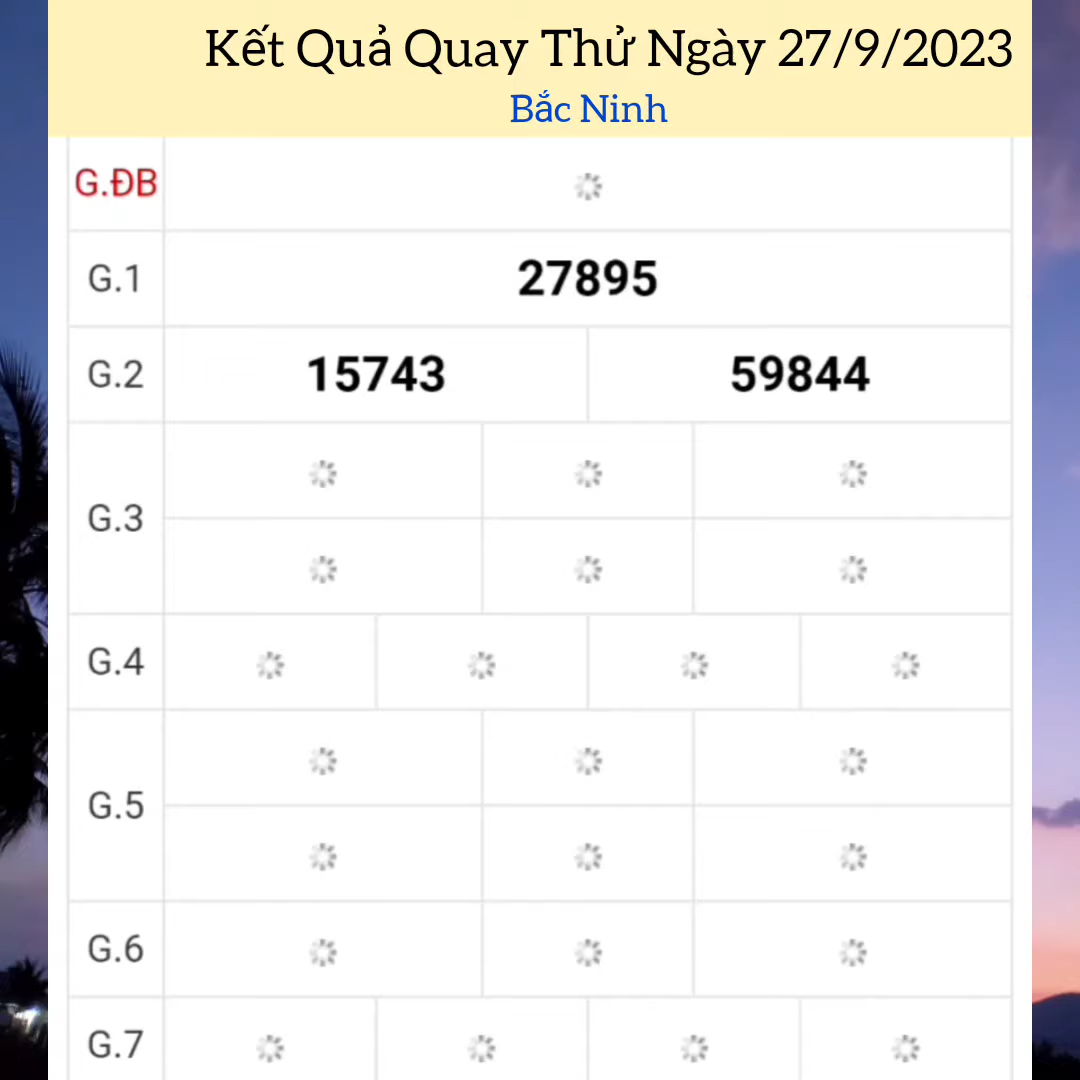 Kết Quả Quay Thử Ngày 27/9/2023
Bắc Ninh
G.ĐB
G.1 27895
G.2 15743 59844
G.3
G.4
G.5
G.6
G.7